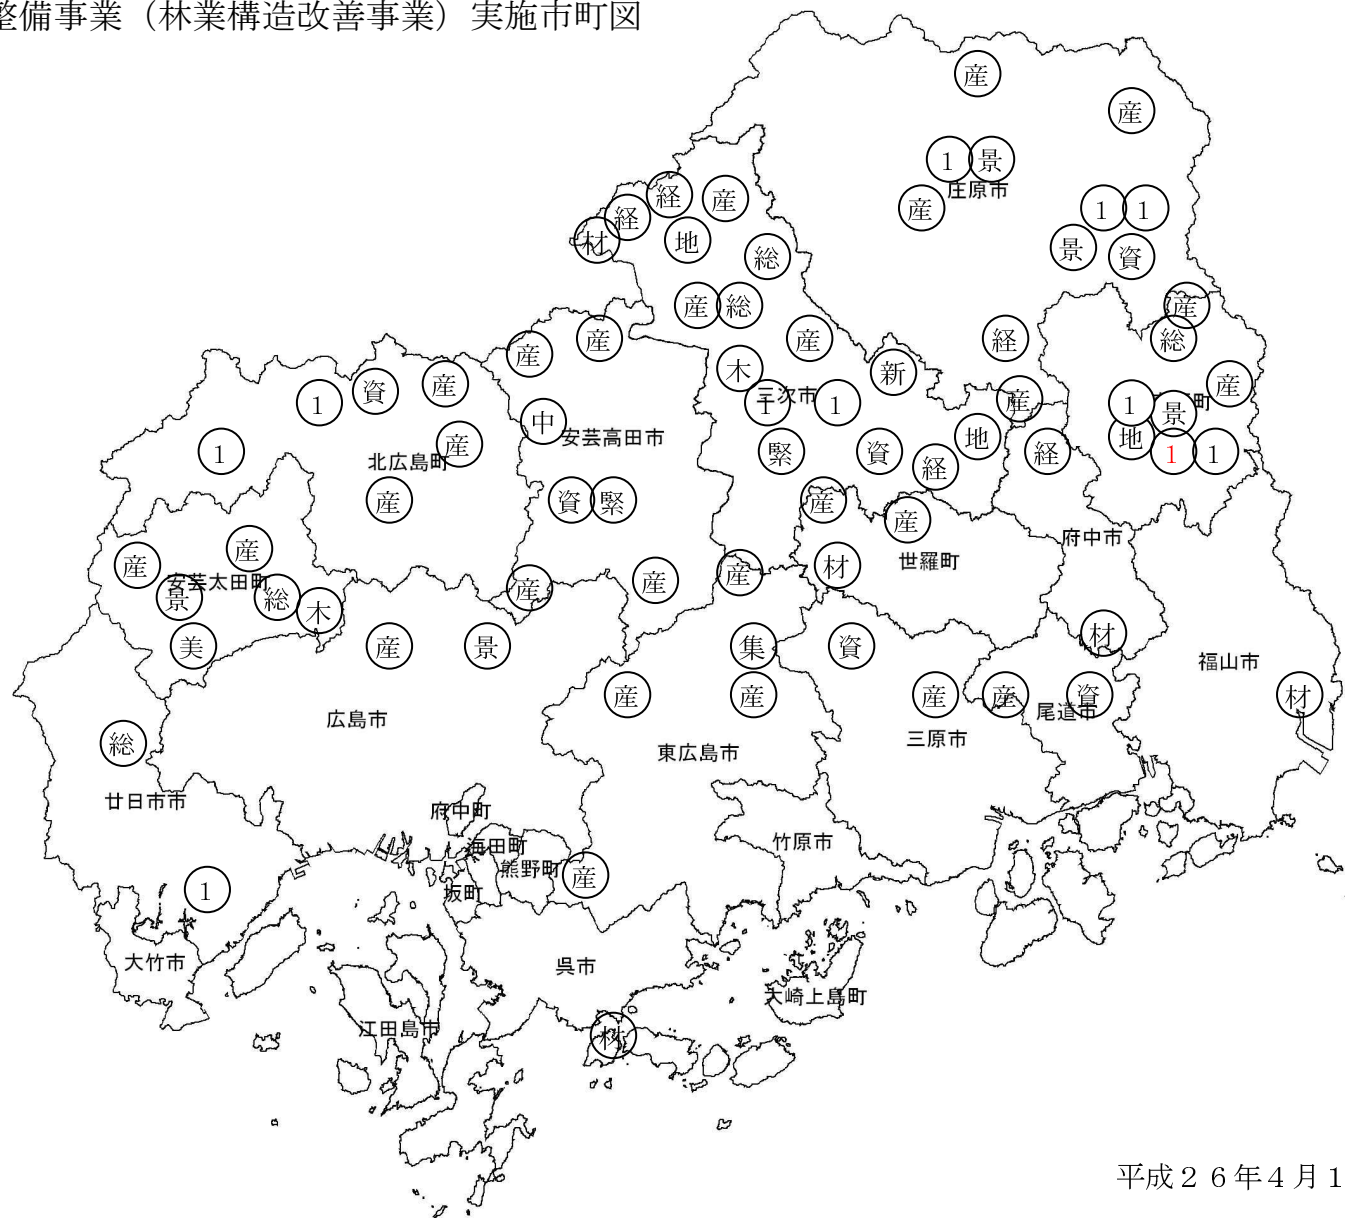 整備事業（林業構造改善事業）実施市町図
産
産
1 景
庄原市
産
経 産
経
材
地
1 1
景
資
総
産 総
産
総
産
産
産
経
木
新
産
資
産
1
三次市
1
1
産
1
景
町
中
安芸高田市
産
地
地
1
1
1
北広島町
産
緊
資
経
経
産
資 緊
産
産
府中市
世羅町
産
産
安芸太田町
景
総
木
産
産
産
材
美
産
景
集
資
材
福山市
産
産
産
産
資
材
尾道市
広島市
三原市
総
東広島市
廿日市市
府中町
竹原市
海田町
熊野町
産
坂町
1
大竹市
呉市
大崎上島町
江田島市
材
平成２６年４月１